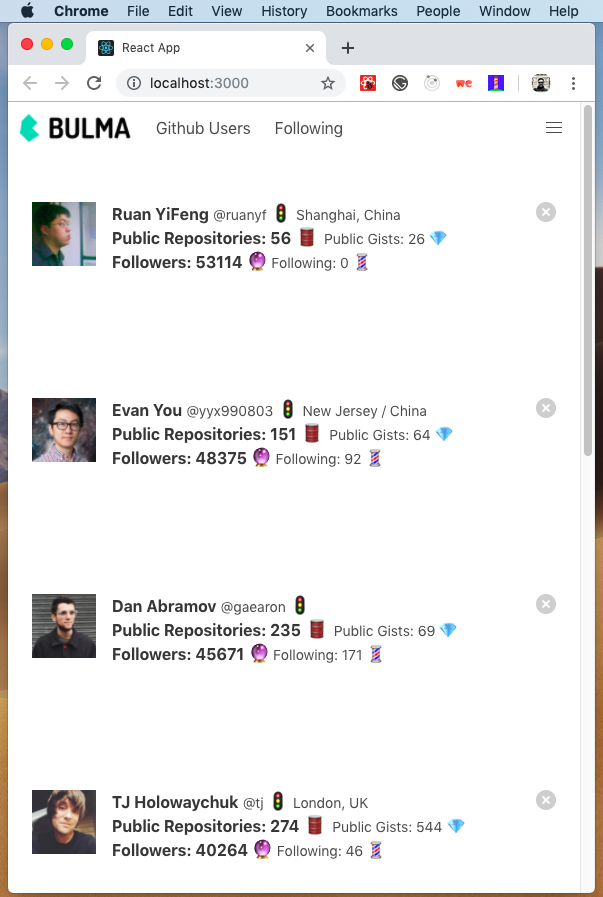 Chrome File Edit View History Bookmarks People Window Help
React App
localhost:3000
we
BULMA Github Users Following
Ruan YiFeng @ruanyf 🚦 Shanghai, China
Public Repositories: 56 🛢 Public Gists: 26 💎
Followers: 53114 🔮 Following: 0 💈
Evan You @yyx990803 🚦 New Jersey / China
Public Repositories: 151 🛢 Public Gists: 64 💎
Followers: 48375 🔮 Following: 92 💈
Dan Abramov @gaearon 🚦
Public Repositories: 235 🛢 Public Gists: 69 💎
Followers: 45671 🔮 Following: 171 💈
TJ Holowaychuk @tj 🚦 London, UK
Public Repositories: 274 🛢 Public Gists: 544 💎
Followers: 40264 🔮 Following: 46 💈